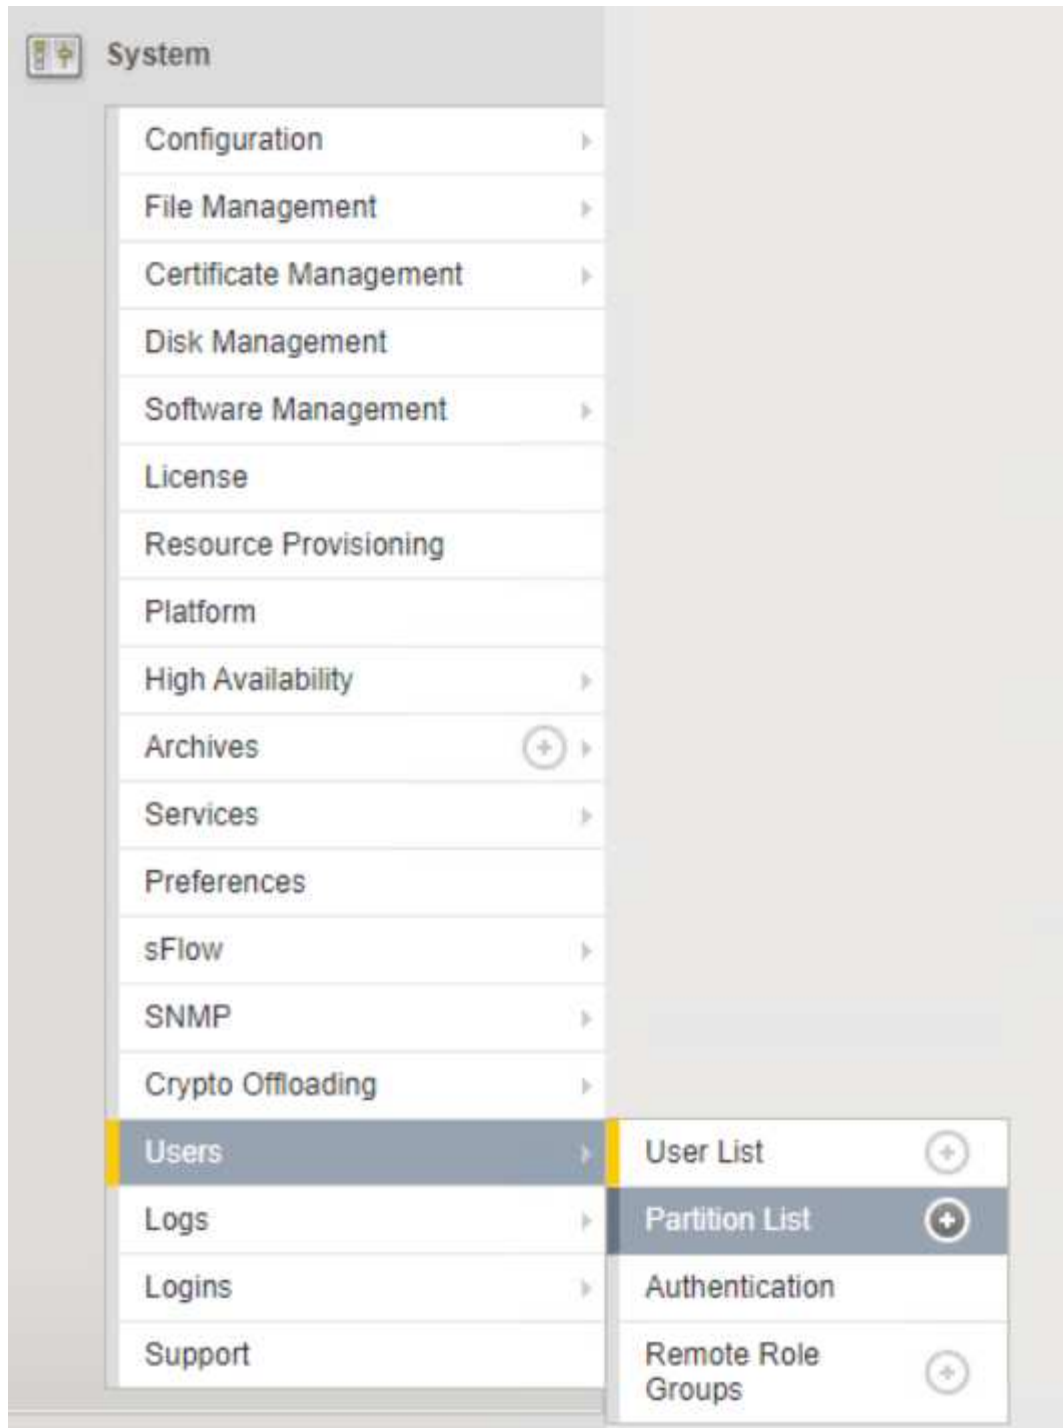 System
Configuration
File Management
Certificate Management
Disk Management
Software Management
License
Resource Provisioning
Platform
High Availability
Archives
Services
Preferences
sFlow
SNMP
Crypto Offloading
Users
Logs
Logins
Support
User List
Partition List
Authentication
Remote Role
Groups